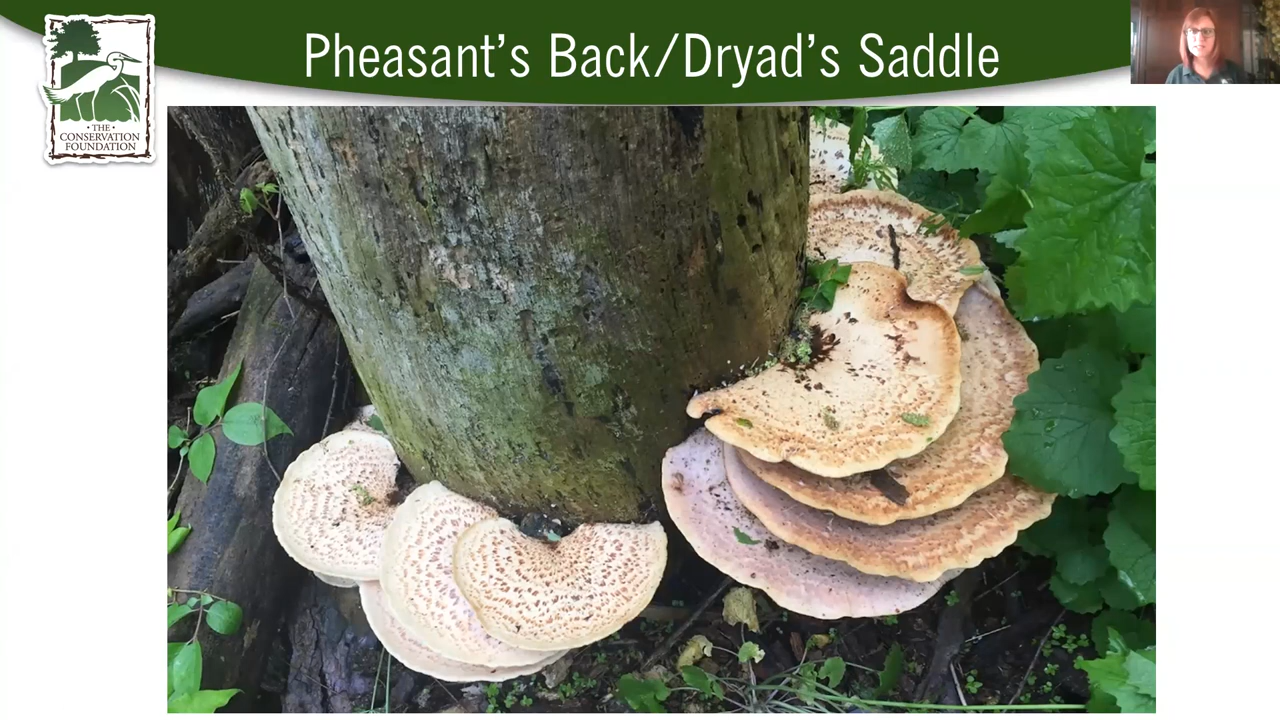 Pheasant's Back/Dryad's Saddle
• THE •
CONSERVATION
FOUNDATION